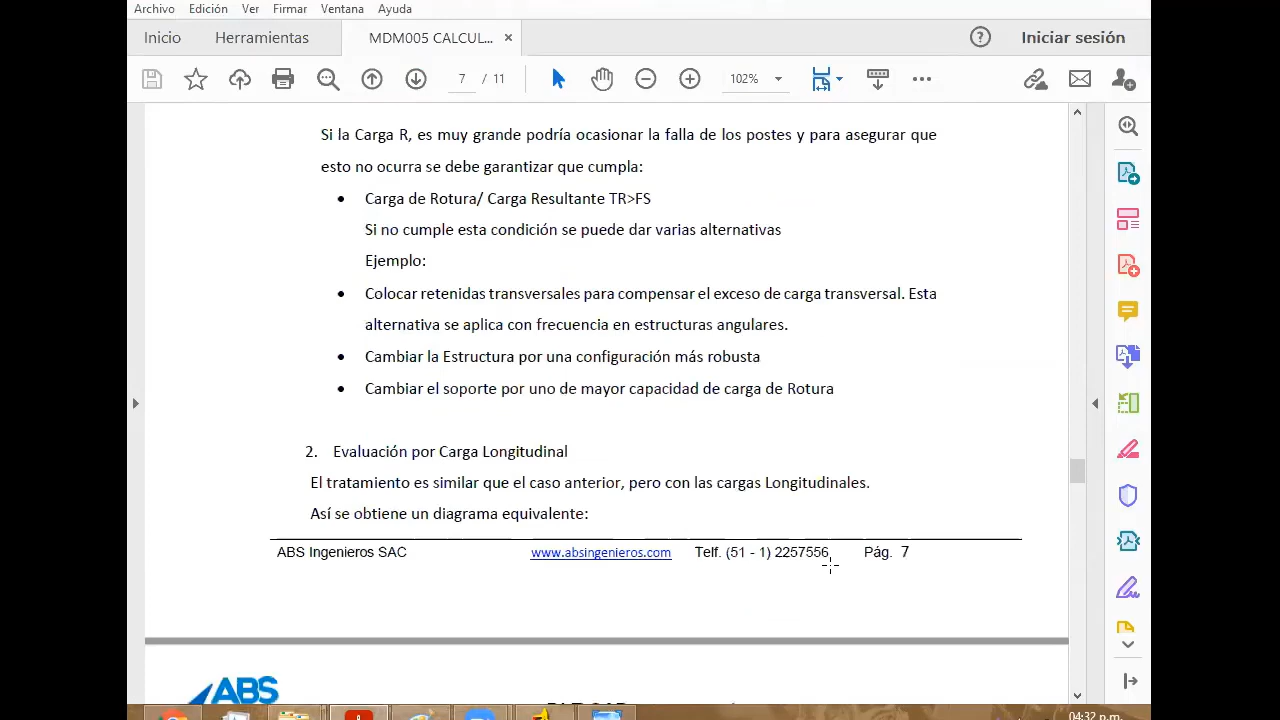 Archivo Edición Ver Firmar Ventana Ayuda
Inicio Herramientas MDM005 CALCUL... × Iniciar sesión
7 / 11 102%
Si la Carga R, es muy grande podría ocasionar la falla de los postes y para asegurar que
esto no ocurra se debe garantizar que cumpla:
• Carga de Rotura/ Carga Resultante TR>FS
Si no cumple esta condición se puede dar varias alternativas
Ejemplo:
• Colocar retenidas transversales para compensar el exceso de carga transversal. Esta
alternativa se aplica con frecuencia en estructuras angulares.
• Cambiar la Estructura por una configuración más robusta
• Cambiar el soporte por uno de mayor capacidad de carga de Rotura
2. Evaluación por Carga Longitudinal
El tratamiento es similar que el caso anterior, pero con las cargas Longitudinales.
Así se obtiene un diagrama equivalente:
ABS Ingenieros SAC www.absingenieros.com Telf. (51 - 1) 2257556 Pág. 7
ABS
04:32 p.m.